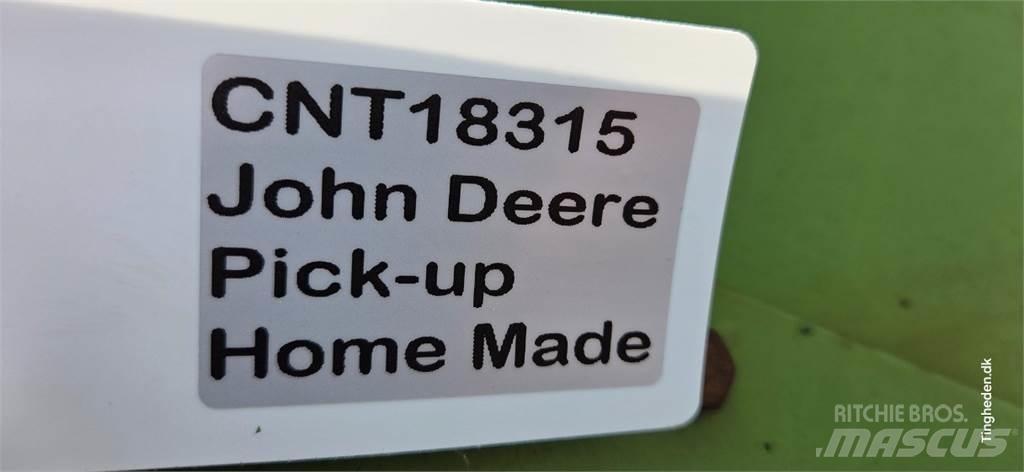 CNT18315
John Deere
Pick-up
Home Made
RITCHIE BROS.
MASCUS
Tingheden.dk